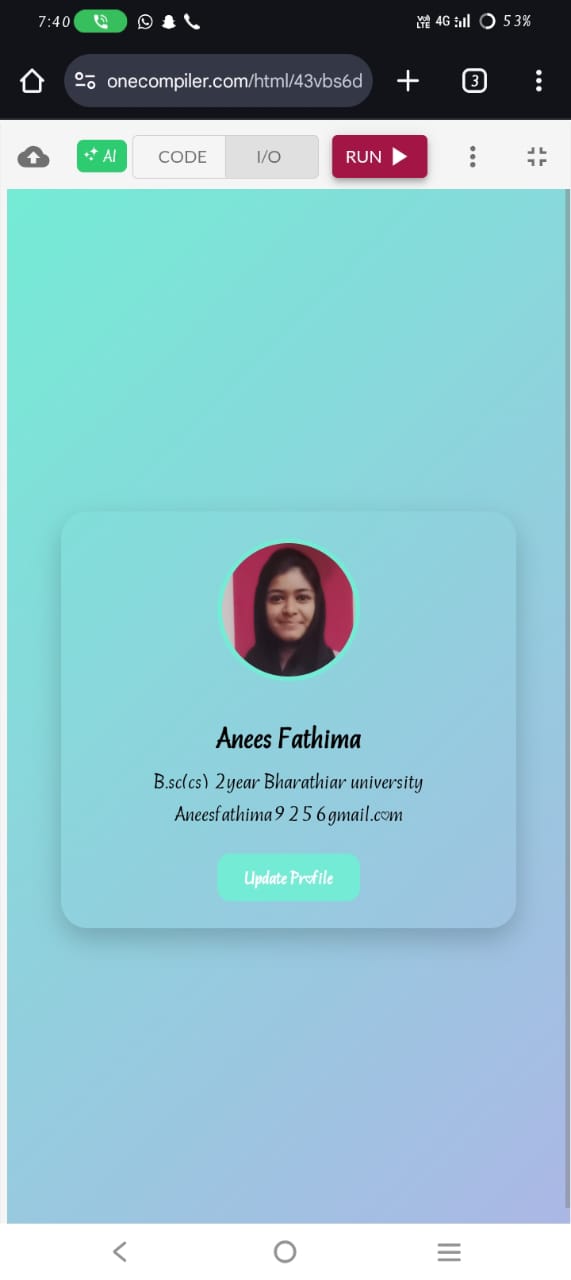 7:40 Vo) LTE 4G 53%
onecompiler.com/html/43vbs6d 3
AI CODE I/O RUN
Anees Fathima
B.sc(cs) 2year Bharathiar university
Aneesfathima9256gmail.com
Update Profile